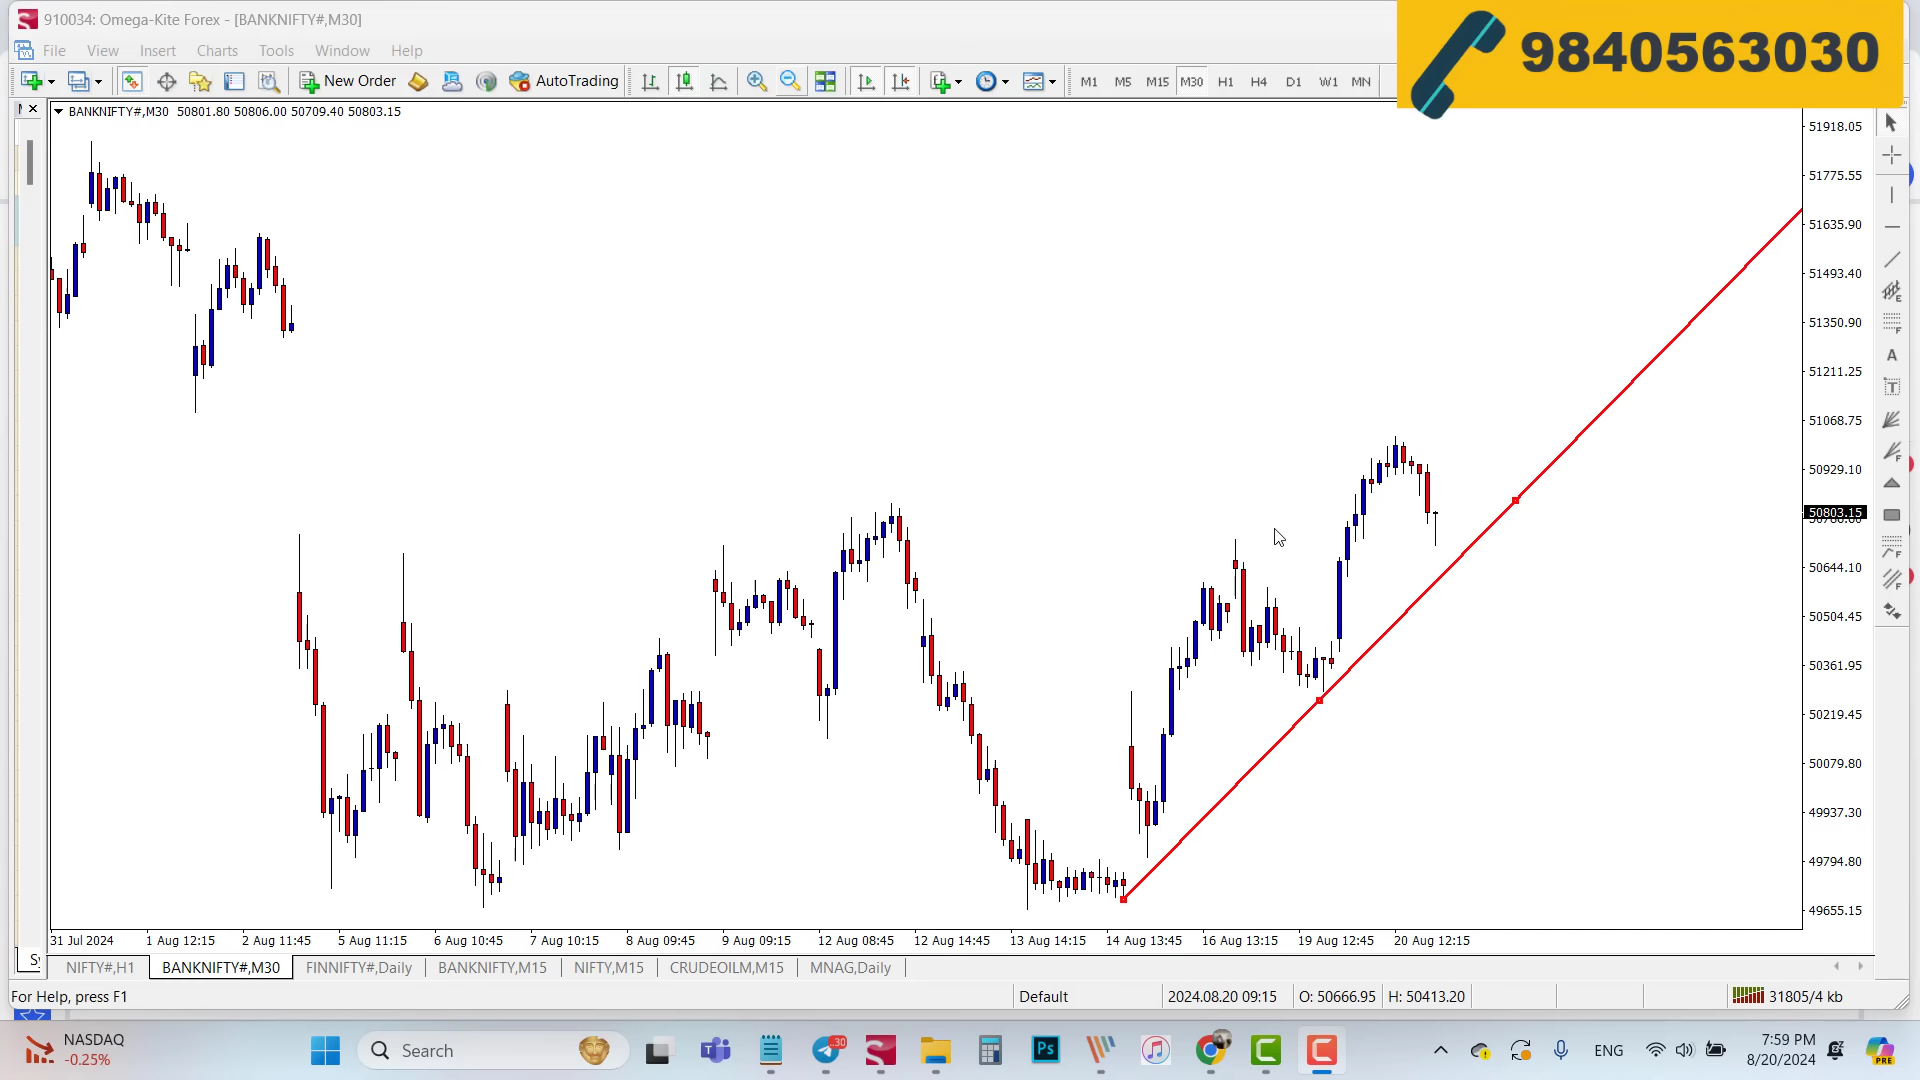 910034: Omega-Kite Forex - [BANKNIFTY#,M30]
9840563030
File View Insert Charts Tools Window Help
New Order AutoTrading M1 M5 M15 M30 H1 H4 D1 W1 MN
BANKNIFTY#,M30 50801.80 50806.00 50709.40 50803.15
51918.05
51775.55
51635.90
51493.40
51350.90
51211.25
51068.75
50929.10
50803.15
50644.10
50504.45
50361.95
50219.45
50079.80
49937.30
49794.80
49655.15
E
F
A
T
F
F
F
31 Jul 2024 1 Aug 12:15 2 Aug 11:45 5 Aug 11:15 6 Aug 10:45 7 Aug 10:15 8 Aug 09:45 9 Aug 09:15 12 Aug 08:45 12 Aug 14:45 13 Aug 14:15 14 Aug 13:45 16 Aug 13:15 19 Aug 12:45 20 Aug 12:15
NIFTY#,H1 BANKNIFTY#,M30 FINNIFTY#,Daily BANKNIFTY,M15 NIFTY,M15 CRUDEOILM,M15 MNAG,Daily
For Help, press F1 Default 2024.08.20 09:15 O: 50666.95 H: 50413.20 31805/4 kb
NASDAQ
-0.25%
Search
30
Ps
ENG
7:59 PM
8/20/2024
PRE